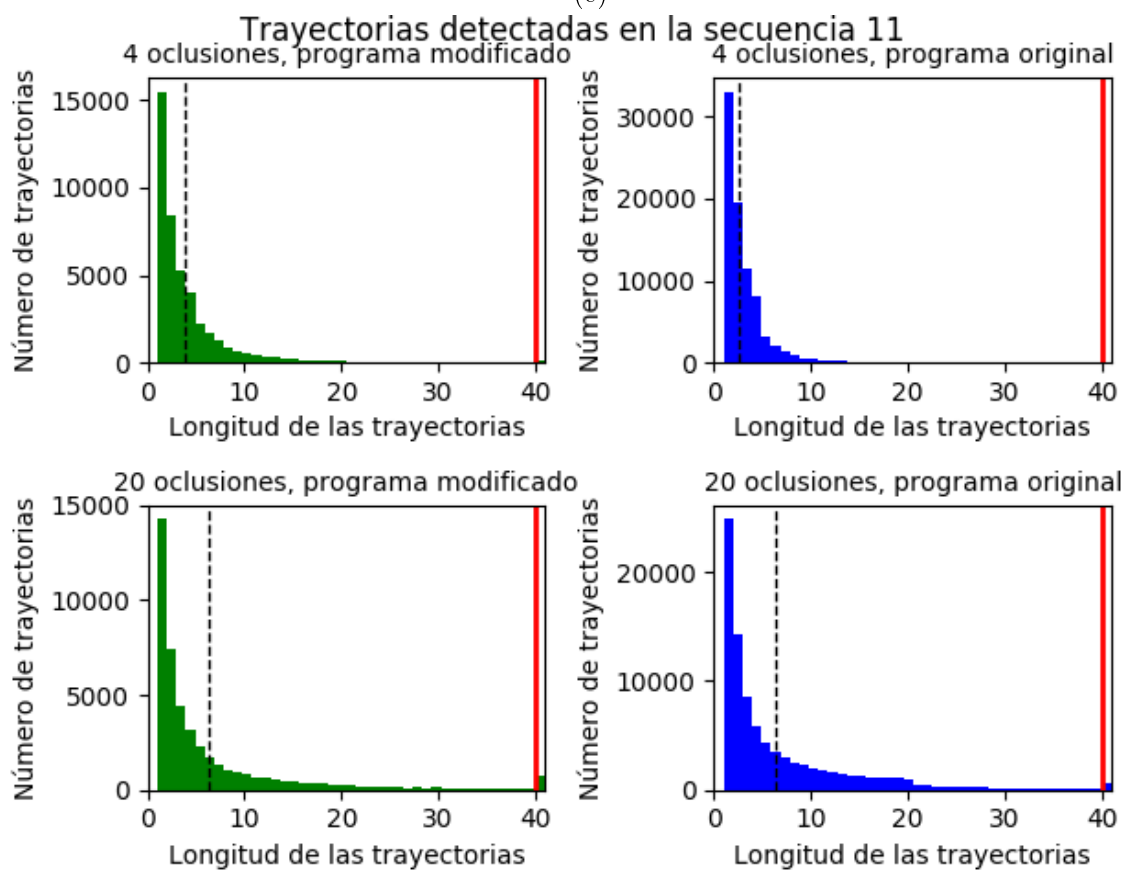 Trayectorias detectadas en la secuencia 11
4 oclusiones, programa modificado
Número de trayectorias
15000
10000
5000
0
0 10 20 30 40
Longitud de las trayectorias
4 oclusiones, programa original
Número de trayectorias
30000
20000
10000
0
0 10 20 30 40
Longitud de las trayectorias
20 oclusiones, programa modificado
Número de trayectorias
15000
10000
5000
0
0 10 20 30 40
Longitud de las trayectorias
20 oclusiones, programa original
Número de trayectorias
20000
10000
0
0 10 20 30 40
Longitud de las trayectorias